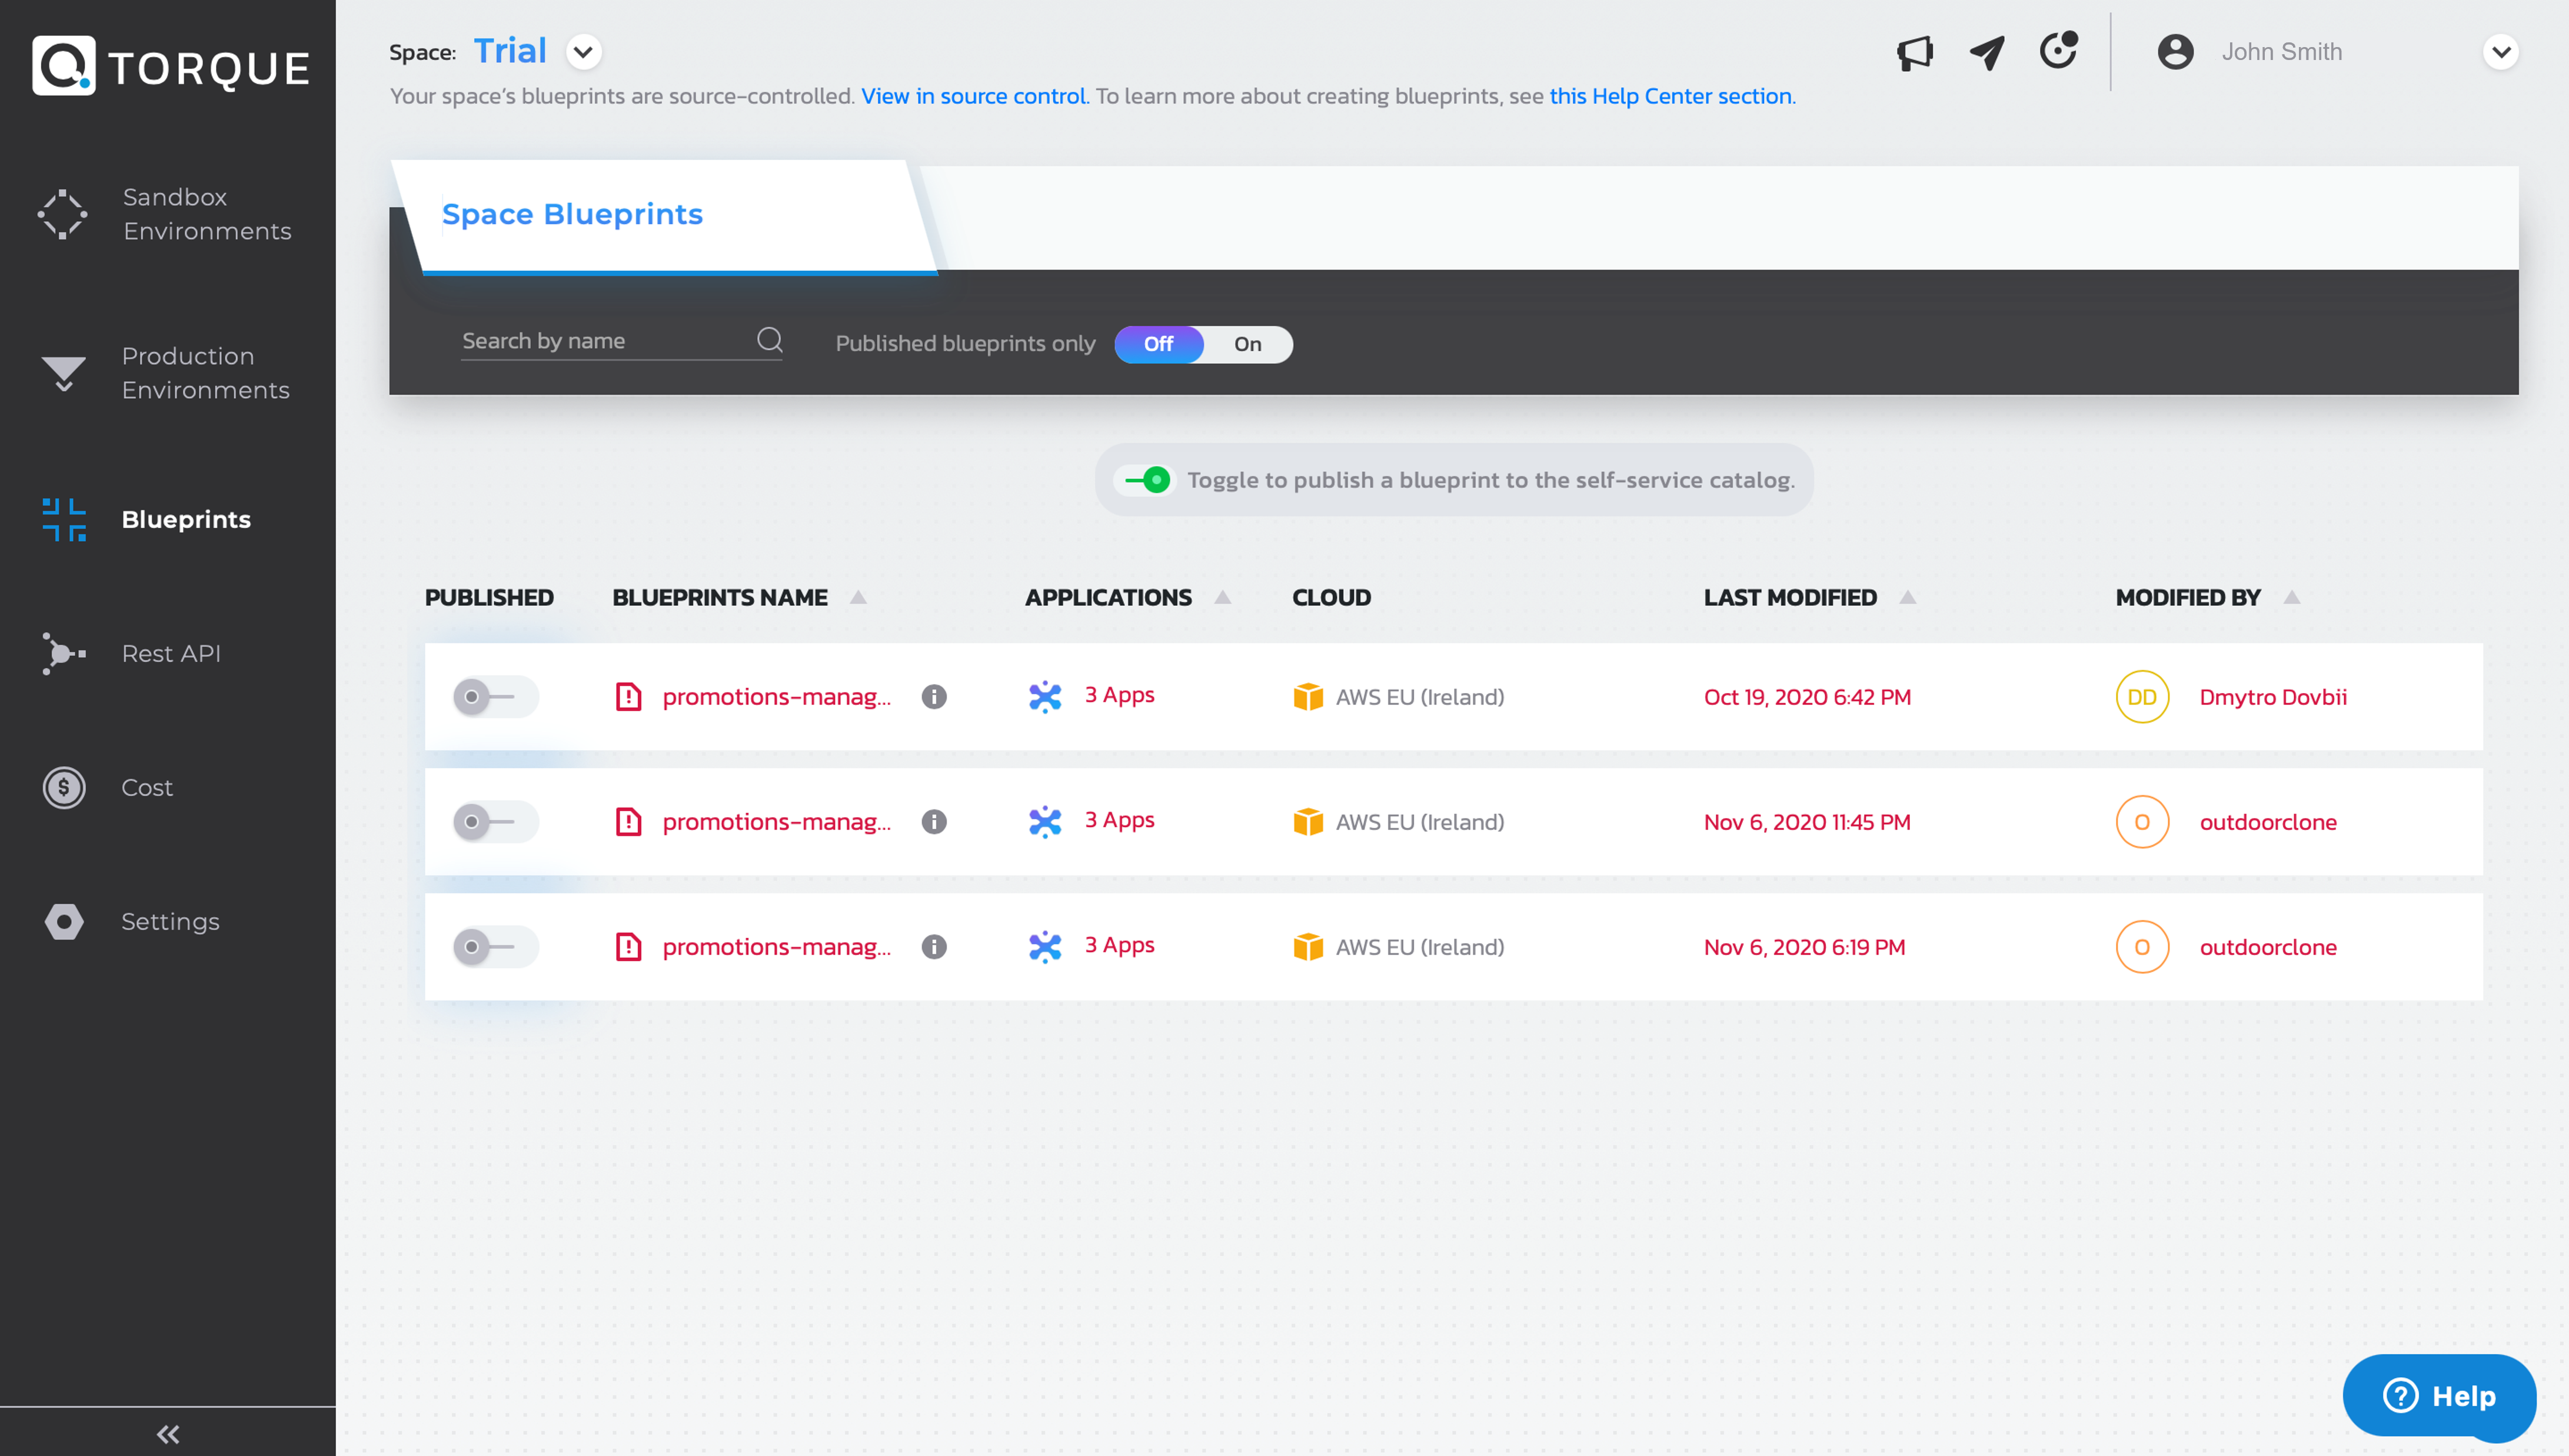 TORQUE
Space: Trial
John Smith
Your space's blueprints are source-controlled. View in source control. To learn more about creating blueprints, see this Help Center section.
Sandbox
Environments
Production
Environments
Blueprints
Rest API
Cost
$
Settings
Space Blueprints
Search by name
Published blueprints only
Off
On
Toggle to publish a blueprint to the self-service catalog.
PUBLISHED BLUEPRINTS NAME APPLICATIONS CLOUD LAST MODIFIED MODIFIED BY
! promotions-manag... i 3 Apps AWS EU (Ireland) Oct 19, 2020 6:42 PM DD Dmytro Dovbii
! promotions-manag... i 3 Apps AWS EU (Ireland) Nov 6, 2020 11:45 PM O outdoorclone
! promotions-manag... i 3 Apps AWS EU (Ireland) Nov 6, 2020 6:19 PM O outdoorclone
? Help